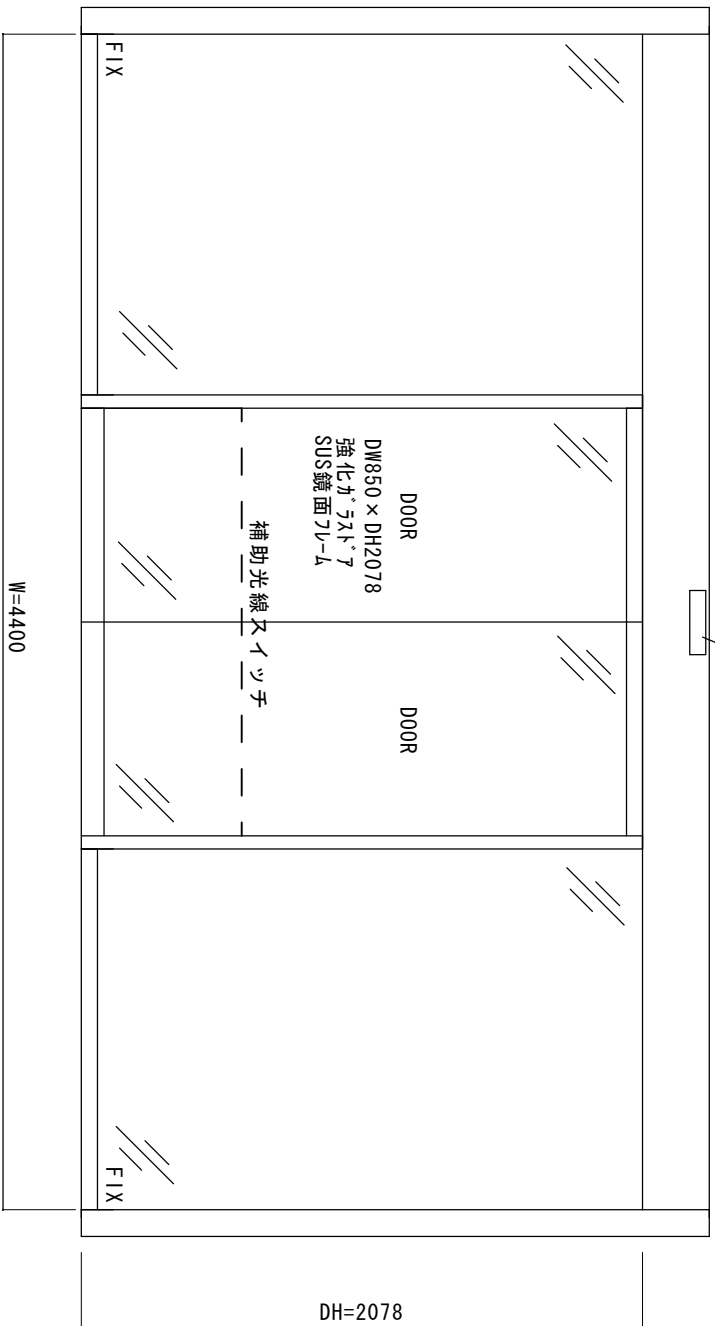 DOOR
DW850×DH2078
強化ガラスドア
SUS鏡面フレーム
DOOR
補助光線スイッチ
FIX
FIX
W=4400
DH=2078